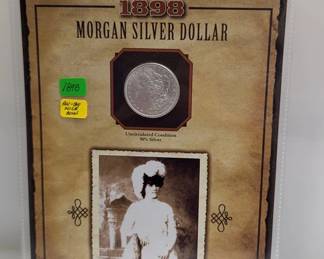 1898
MORGAN SILVER DOLLAR
1898
Uncirculated Condition
90% Silver